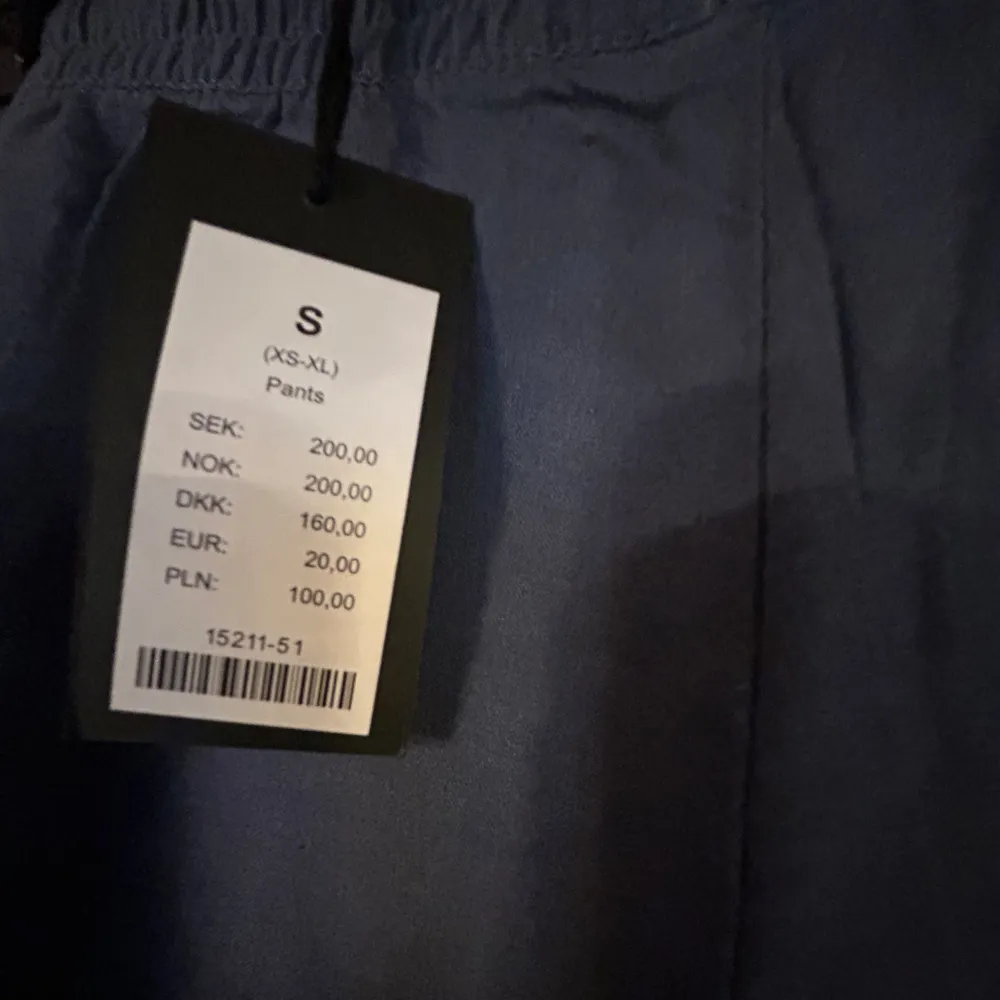 S
(XS-XL)
Pants
SEK: 200,00
NOK: 200,00
DKK: 160,00
EUR: 20,00
PLN: 100,00
15211-51